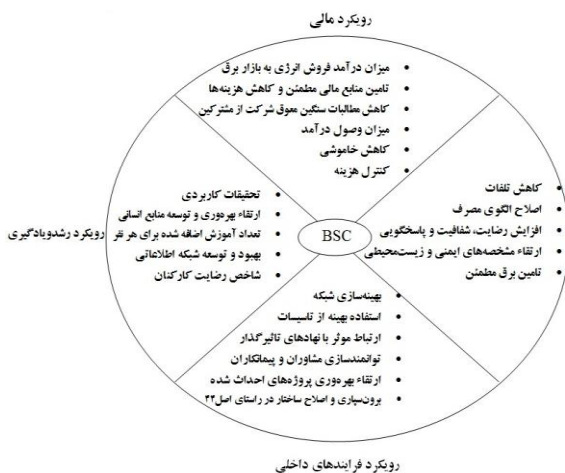 رویکرد مالی
میزان درآمد فروش انرژی به بازار برق
تامین منابع مالی مطمئن و کاهش هزینه‌ها
کاهش مطالبات سنگین معوق شرکت از مشترکین
میزان وصول درآمد
کاهش خاموشی
کنترل هزینه
کاهش تلفات
اصلاح الگوی مصرف
افزایش رضایت، شفافیت و پاسخگویی
ارتقاء مشخصه‌های ایمنی و زیست‌محیطی
تامین برق مطمئن
BSC
تحقیقات کاربردی
ارتقاء بهره‌وری و توسعه منابع انسانی
تعداد آموزش اضافه شده برای هر نفر
بهبود و توسعه شبکه اطلاعاتی
شاخص رضایت کارکنان
رویکرد رشدویادگیری
بهینه‌سازی شبکه
استفاده بهینه از تاسیسات
ارتباط موثر با نهادهای تاثیرگذار
توانمندسازی مشاوران و پیمانکاران
ارتقاء بهره‌وری پروژه‌های احداث شده
برون‌سپاری و اصلاح ساختار در راستای اصل۴۴
رویکرد فرایندهای داخلی